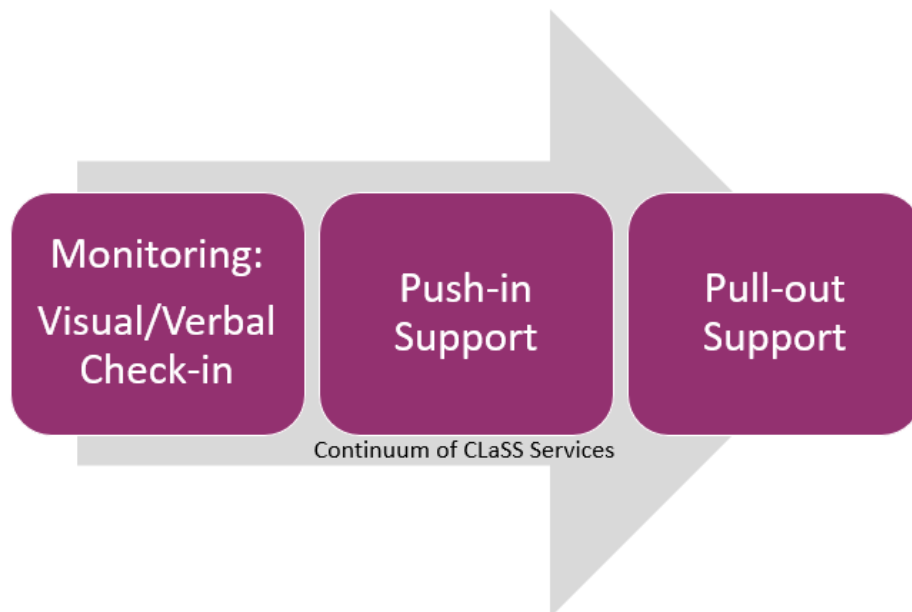 Monitoring:
Visual/Verbal
Check-in
Push-in
Support
Pull-out
Support
Continuum of CLaSS Services